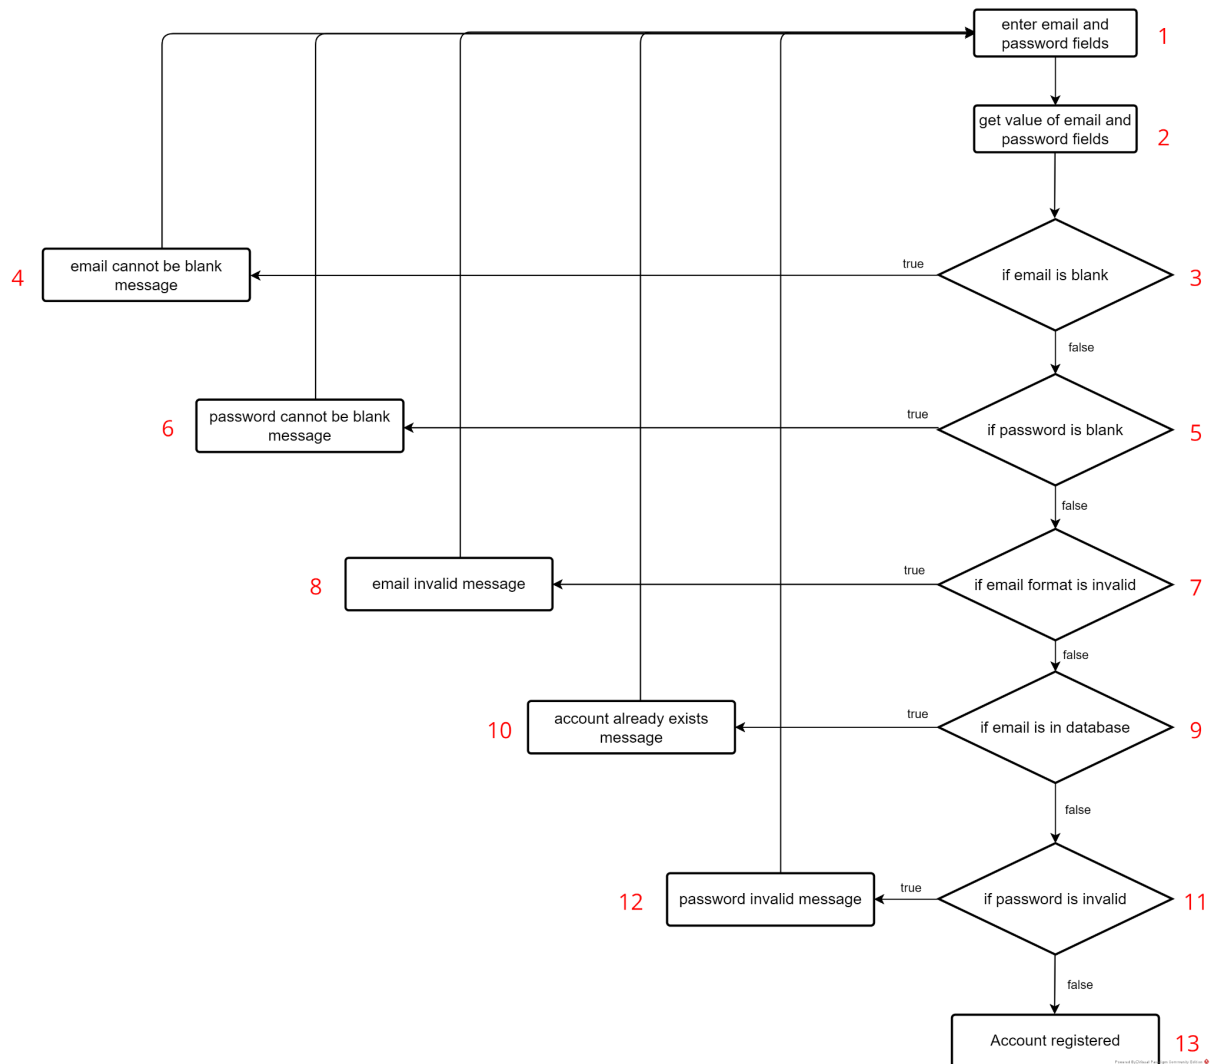 enter email and
password fields
1
get value of email and
password fields
2
4
email cannot be blank
message
true
if email is blank
3
false
6
password cannot be blank
message
true
if password is blank
5
false
8
email invalid message
true
if email format is invalid
7
false
10
account already exists
message
true
if email is in database
9
false
12
password invalid message
true
if password is invalid
11
false
Account registered
13